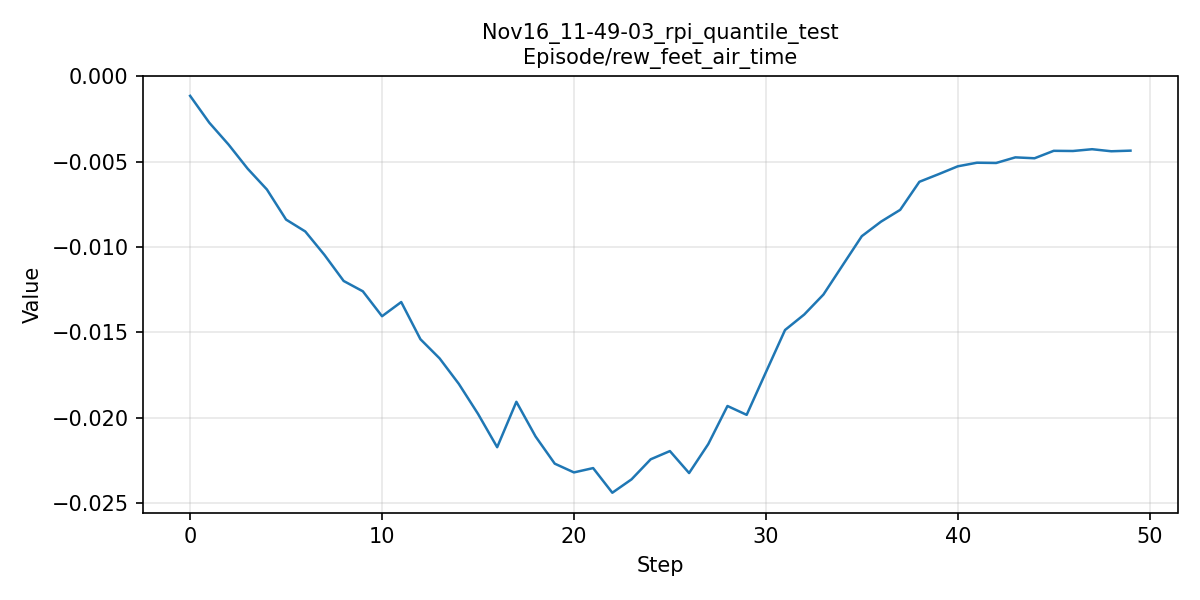 Nov16_11-49-03_rpi_quantile_test
Episode/rew_feet_air_time
0.000
−0.005
−0.010
−0.015
−0.020
−0.025
Value
0 10 20 30 40 50
Step